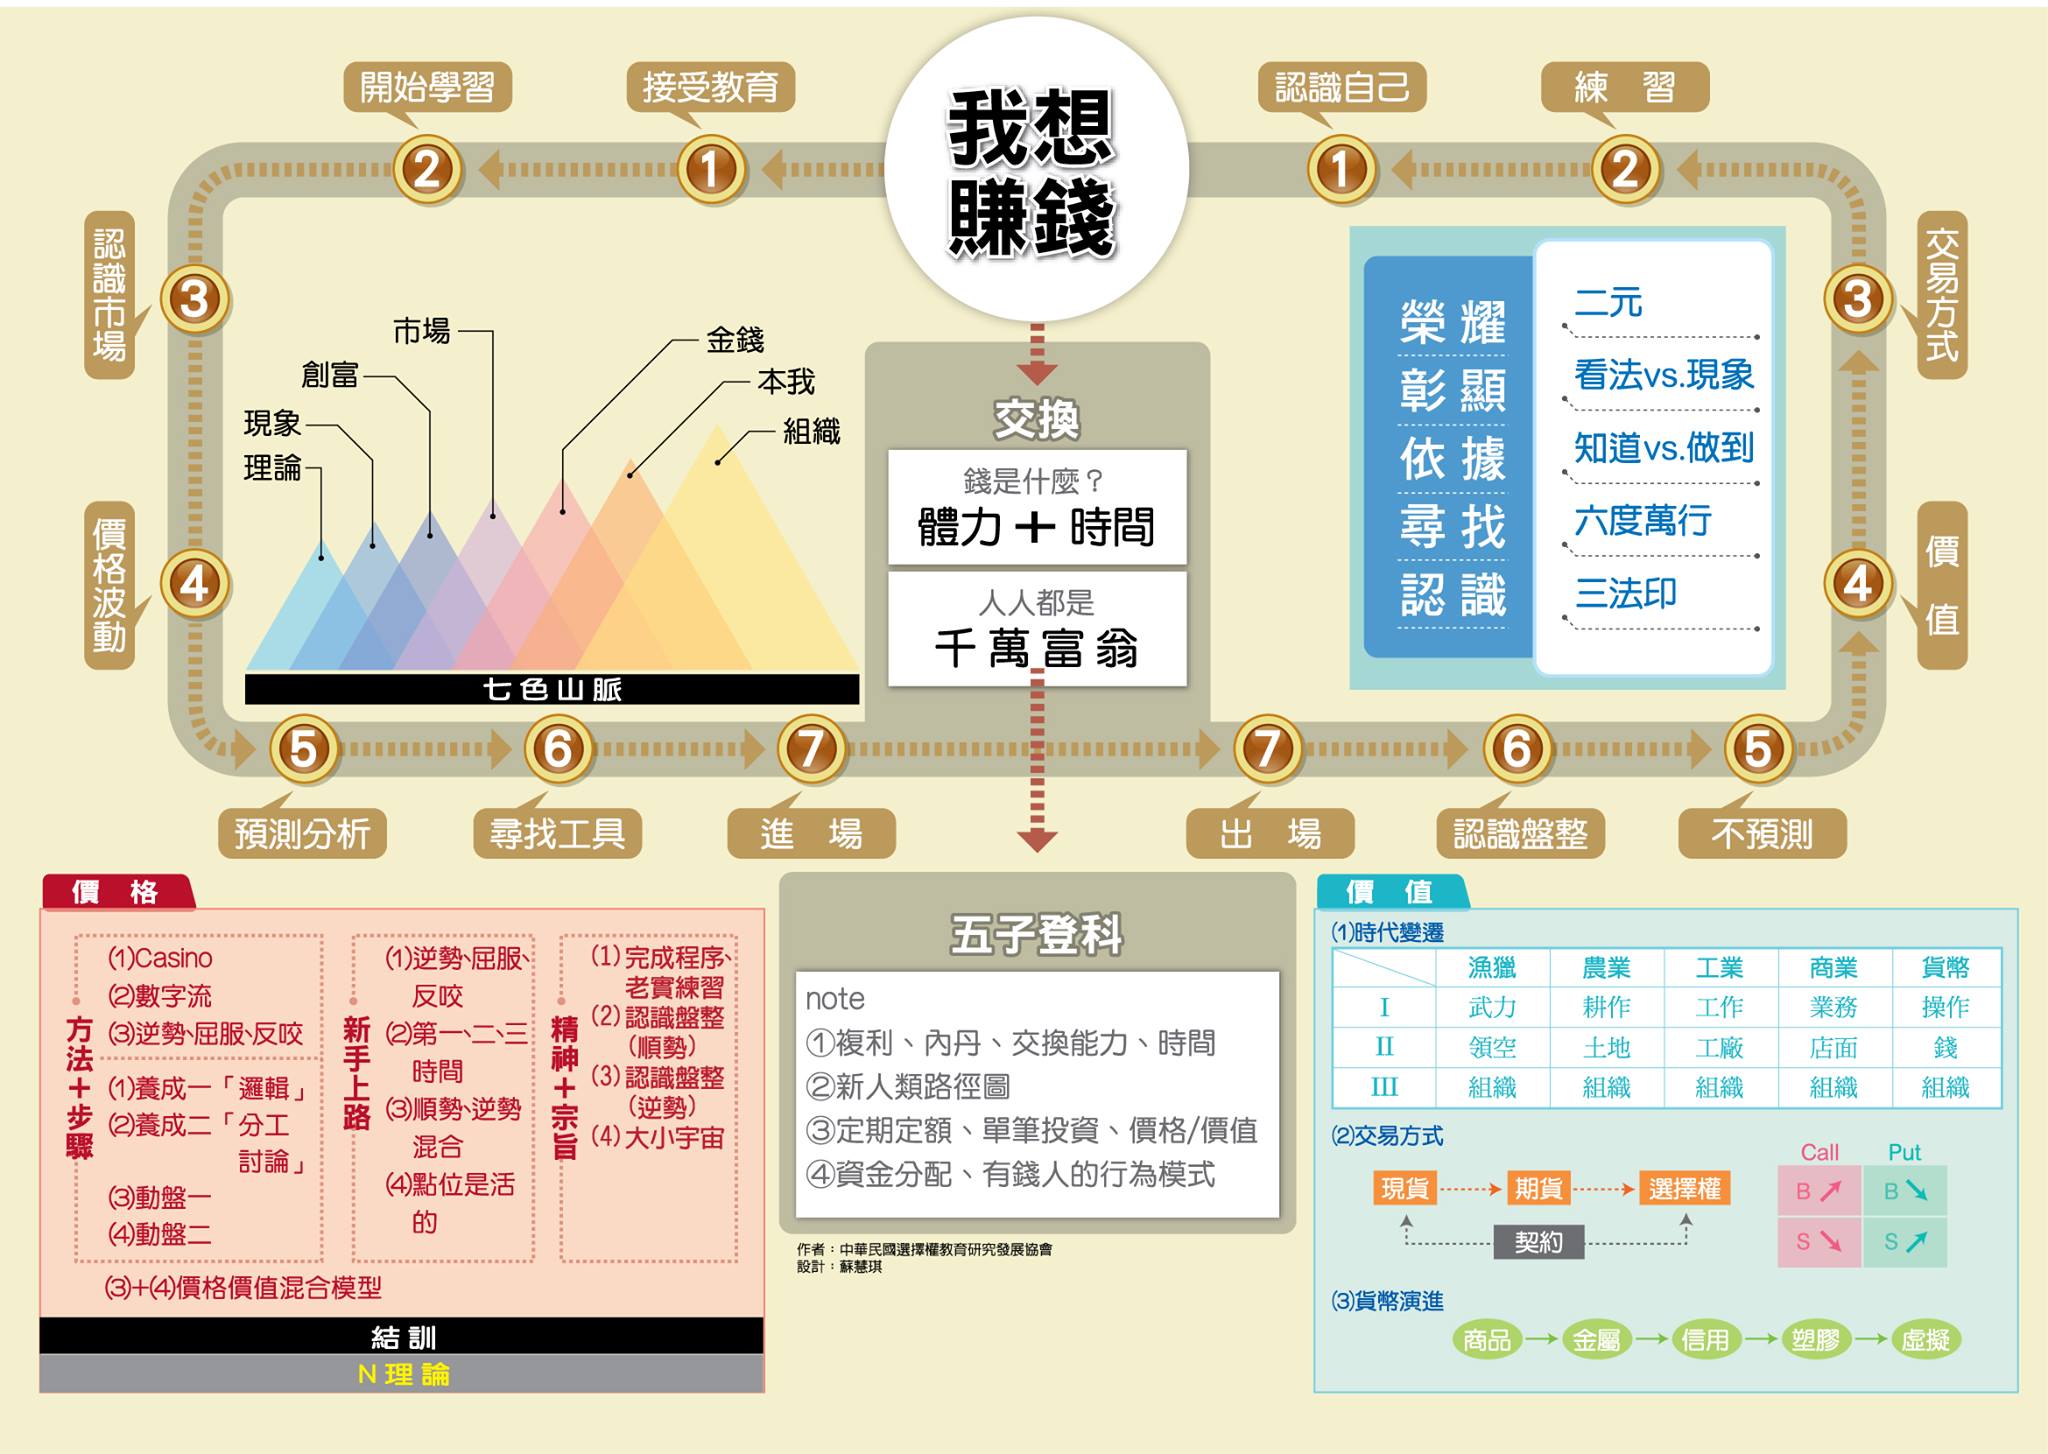 我想
賺錢
接受教育
1
開始學習
2
認識市場
3
價格波動
4
5
預測分析
6
尋找工具
7
進 場
認識自己
1
練 習
2
交易方式
3
價 值
4
5
不預測
6
認識盤整
7
出 場
市場
金錢
創富
本我
現象
組織
理論
七色山脈
交換
錢是什麼？
體力＋時間
人人都是
千萬富翁
榮耀
彰顯
依據
尋找
認識
二元
看法vs.現象
知道vs.做到
六度萬行
三法印
價 格
方法＋步驟
(1)Casino
(2)數字流
(3)逆勢、屈服、反咬
(1)養成一「邏輯」
(2)養成二「分工
討論」
(3)動盤一
(4)動盤二
新手上路
(1)逆勢、屈服、
反咬
(2)第一、二、三
時間
(3)順勢、逆勢
混合
(4)點位是活
的
精神＋宗旨
(1)完成程序、
老實練習
(2)認識盤整
（順勢）
(3)認識盤整
（逆勢）
(4)大小宇宙
(3)+(4)價格價值混合模型
結訓
N理論
五子登科
note
①複利、內丹、交換能力、時間
②新人類路徑圖
③定期定額、單筆投資、價格/價值
④資金分配、有錢人的行為模式
作者：中華民國選擇權教育研究發展協會
設計：蘇慧琪
價 值
(1)時代變遷
漁獵 農業 工業 商業 貨幣
I 武力 耕作 工作 業務 操作
II 領空 土地 工廠 店面 錢
III 組織 組織 組織 組織 組織
(2)交易方式
現貨 期貨 選擇權
契約
Call Put
B B
S S
(3)貨幣演進
商品 金屬 信用 塑膠 虛擬